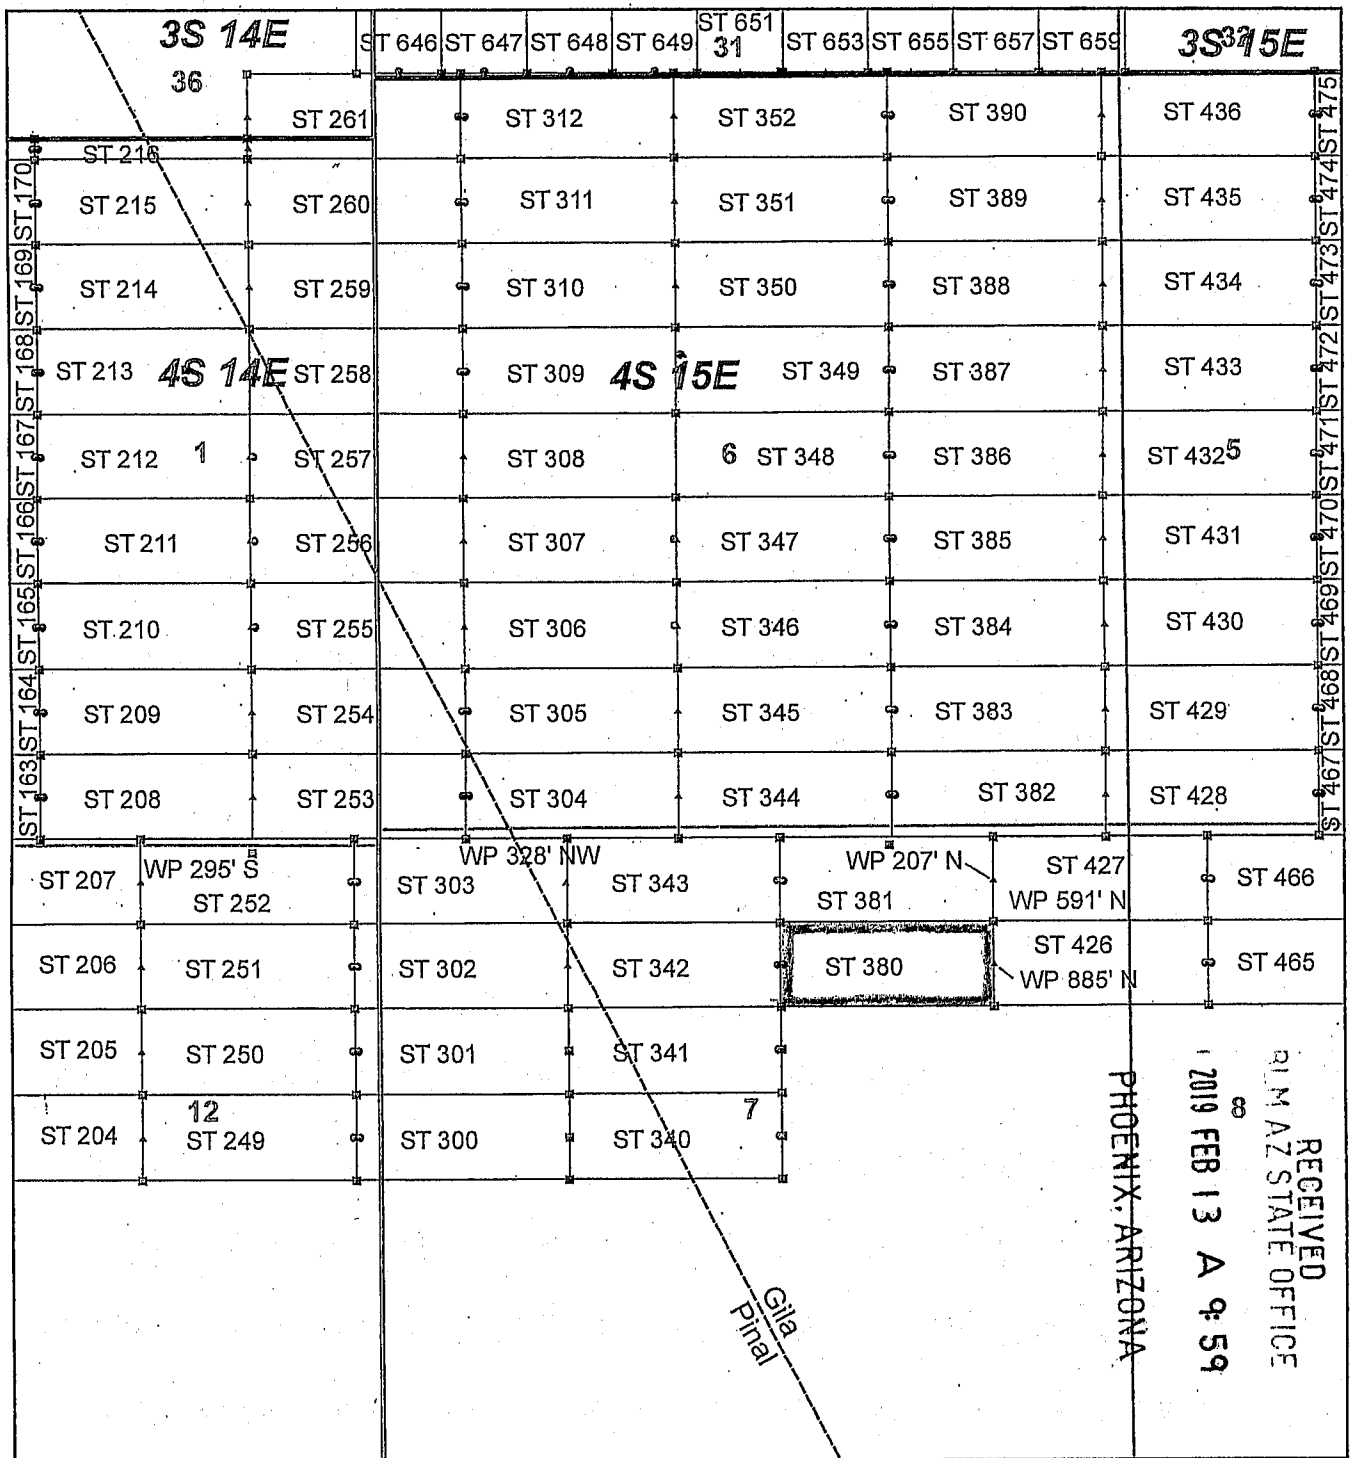 3S 14E
ST 646 ST 647 ST 648 ST 649 ST 651 ST 653 ST 655 ST 657 ST 659
31
3S 15E
32
36
ST 261 ST 312 ST 352 ST 390 ST 436 ST 475
ST 216
ST 170 ST 215 ST 260 ST 311 ST 351 ST 389 ST 435 ST 474
ST 169 ST 214 ST 259 ST 310 ST 350 ST 388 ST 434 ST 473
ST 168 ST 213 4S 14E ST 258 ST 309 4S 15E ST 349 ST 387 ST 433 ST 472
ST 167 ST 212 1 ST 257 ST 308 6 ST 348 ST 386 ST 432 5 ST 471
ST 166 ST 211 ST 256 ST 307 ST 347 ST 385 ST 431 ST 470
ST 165 ST 210 ST 255 ST 306 ST 346 ST 384 ST 430 ST 469
ST 164 ST 209 ST 254 ST 305 ST 345 ST 383 ST 429 ST 468
ST 163 ST 208 ST 253 ST 304 ST 344 ST 382 ST 428 ST 467
WP 295' S WP 328' NW WP 207' N
ST 207 ST 252 ST 303 ST 343 ST 381 ST 427 ST 466
WP 591' N
ST 206 ST 251 ST 302 ST 342 ST 380 ST 426 ST 465
WP 885' N
ST 205 ST 250 ST 301 ST 341
12 7 8
ST 204 ST 249 ST 300 ST 340
RECEIVED
BLM AZ STATE OFFICE
2019 FEB 13 A 9:59
PHOENIX, ARIZONA
Gila
Pinal